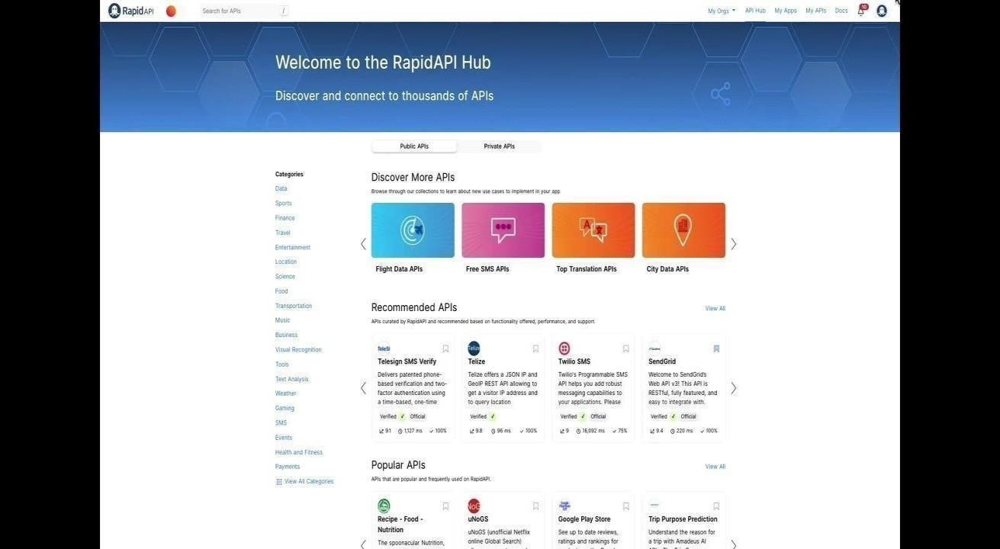 RapidAPI
Search for APIs
/
My Orgs
API Hub
My Apps
My APIs
Docs
10
Welcome to the RapidAPI Hub
Discover and connect to thousands of APIs
Public APIs
Private APIs
Categories
Data
Sports
Finance
Travel
Entertainment
Location
Science
Food
Transportation
Music
Business
Visual Recognition
Tools
Text Analysis
Weather
Gaming
SMS
Events
Health and Fitness
Payments
View All Categories
Discover More APIs
Browse through our collections to learn about new use cases to implement in your app
Flight Data APIs
Free SMS APIs
Top Translation APIs
City Data APIs
Recommended APIs
View All
APIs curated by RapidAPI and recommended based on functionality offered, performance, and support.
TeleSi
Telesign SMS Verify
Delivers patented phone-
based verification and two-
factor authentication using
a time-based, one-time
Verified ✓ Official
9.1 1,127 ms ✓ 100%
Telize
Telize
Telize offers a JSON IP and
GeoIP REST API allowing to
get a visitor IP address and
to query location
Verified ✓
9.8 96 ms ✓ 100%
Twilio SMS
Twilio's Programmable SMS
API helps you add robust
messaging capabilities to
your applications. Please
Verified ✓ Official
9 16,092 ms ✓ 75%
SendGrid
Welcome to SendGrid's
Web API v3! This API is
RESTful, fully featured, and
easy to integrate with.
Verified ✓ Official
9.4 220 ms ✓ 100%
Popular APIs
View All
APIs that are popular and frequently used on RapidAPI.
Recipe - Food -
Nutrition
The spoonacular Nutrition,
NoG
uNoGS
uNoGS (unofficial Netflix
online Global Search)
Google Play Store
See up to date reviews,
ratings and rankings for
Trip Purpose Prediction
Understand the reason for
a trip with Amadeus AI